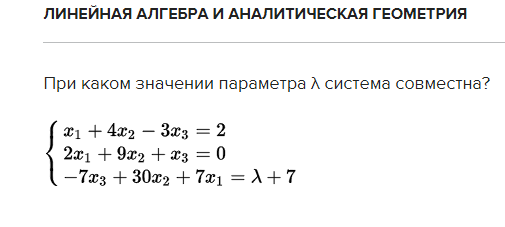 ЛИНЕЙНАЯ АЛГЕБРА И АНАЛИТИЧЕСКАЯ ГЕОМЕТРИЯ
При каком значении параметра λ система совместна?
x₁ + 4x₂ − 3x₃ = 2
2x₁ + 9x₂ + x₃ = 0
−7x₃ + 30x₂ + 7x₁ = λ + 7